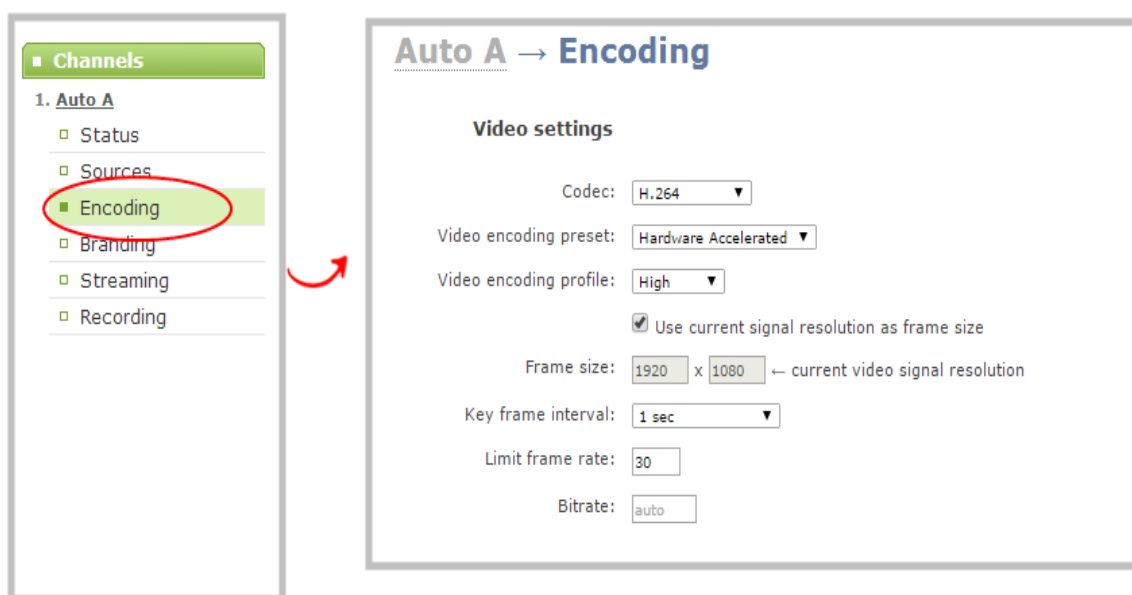 Channels
1. Auto A
Status
Sources
Encoding
Branding
Streaming
Recording
Auto A → Encoding
Video settings
Codec: H.264
Video encoding preset: Hardware Accelerated
Video encoding profile: High
Use current signal resolution as frame size
Frame size: 1920 x 1080 ← current video signal resolution
Key frame interval: 1 sec
Limit frame rate: 30
Bitrate: auto